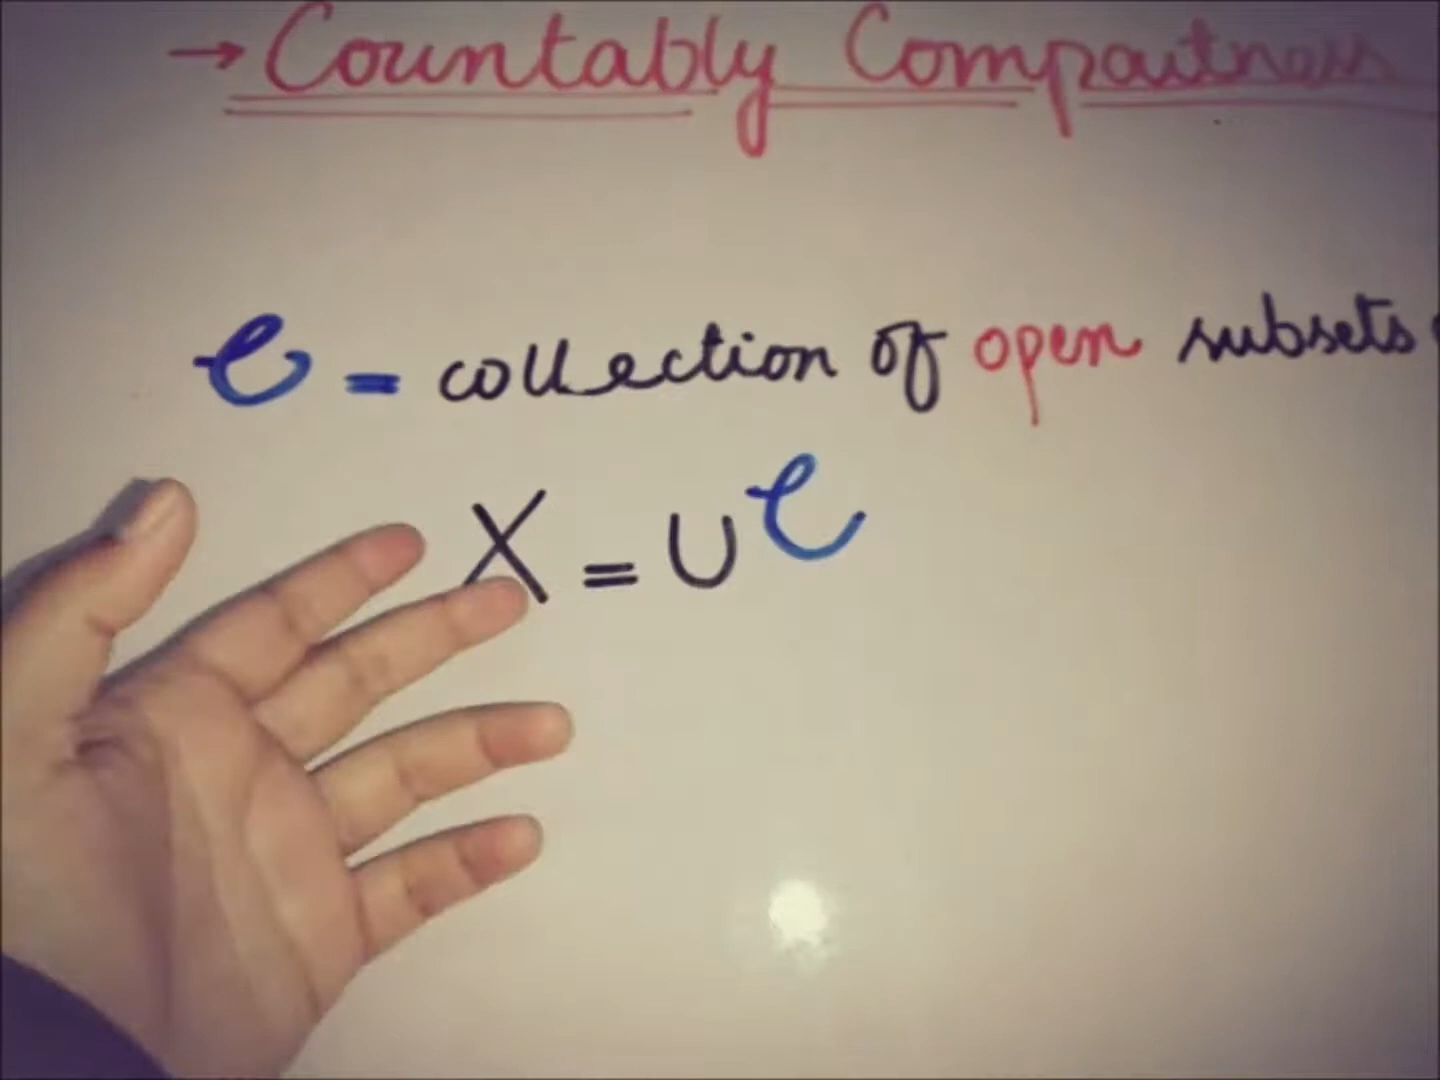 → Countably Compactness
𝒞 = collection of open subsets
X = ∪ 𝒞